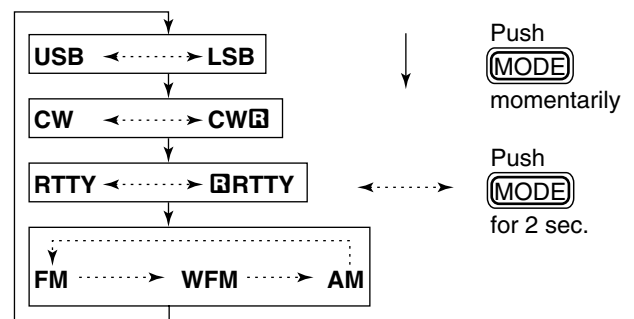 USB LSB
CW CWR
RTTY RRTTY
FM WFM AM
Push
MODE
momentarily
Push
MODE
for 2 sec.